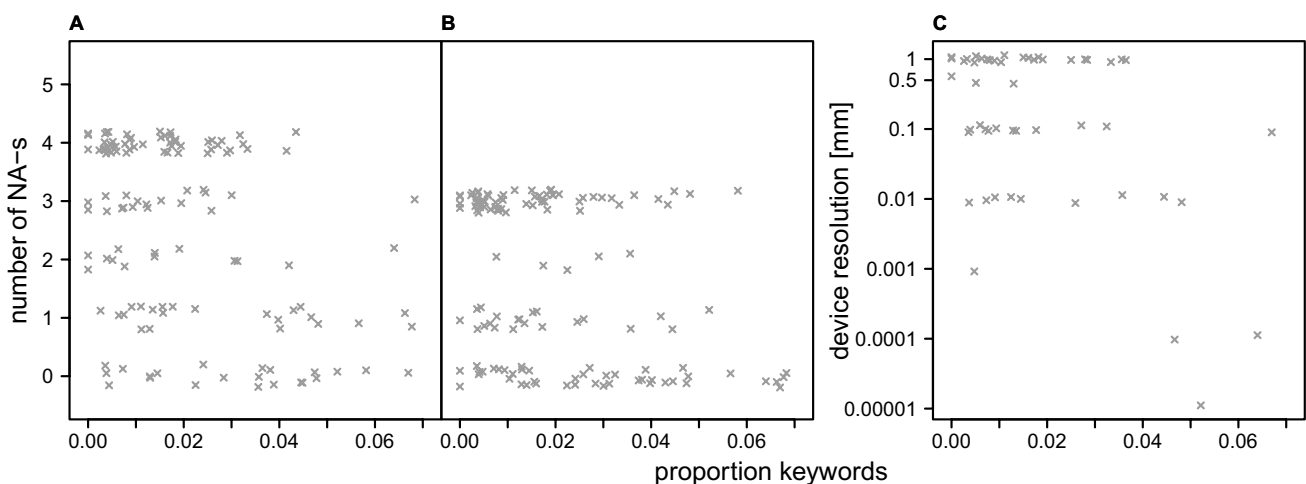 A
B
C
number of NA−s
5
4
3
2
1
0
0.00 0.02 0.04 0.06
0.00 0.02 0.04 0.06
device resolution [mm]
1
0.5
0.1
0.01
0.001
0.0001
0.00001
0.00 0.02 0.04 0.06
proportion keywords